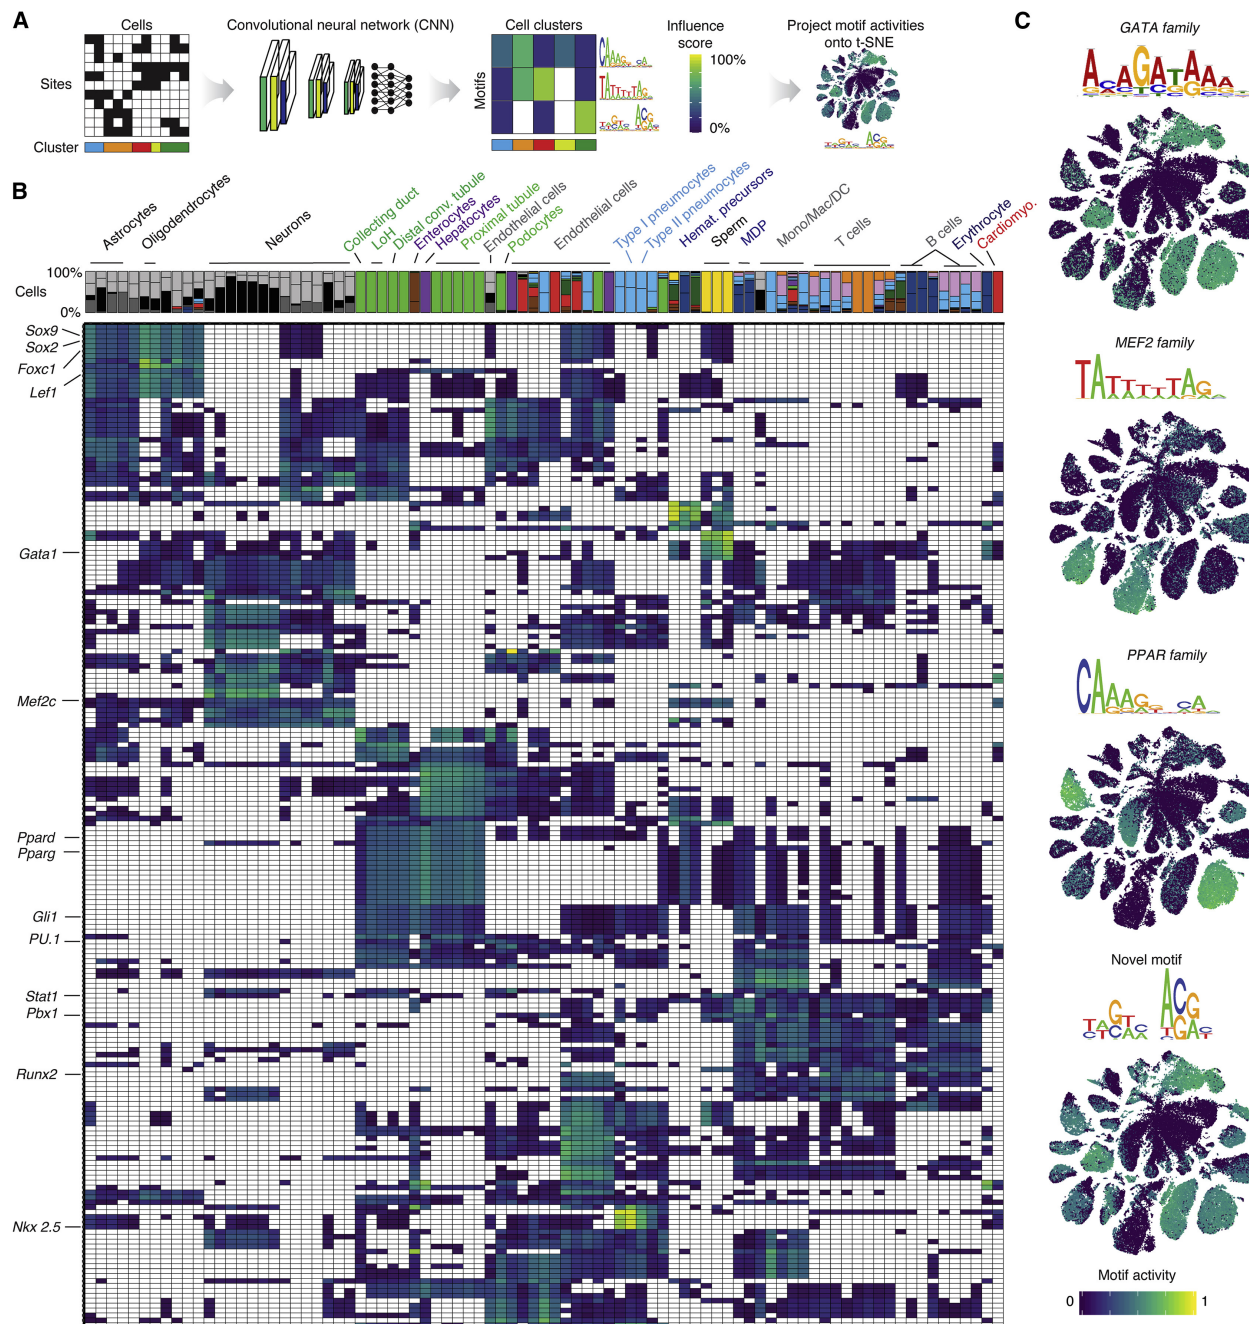 A
Cells
Sites
Cluster
Convolutional neural network (CNN)
Cell clusters
Motifs
Influence
score
100%
0%
Project motif activities
onto t-SNE
B
Astrocytes
Oligodendrocytes
Neurons
Collecting duct
LoH
Distal conv. tubule
Enterocytes
Hepatocytes
Proximal tubule
Endothelial cells
Podocytes
Endothelial cells
Type I pneumocytes
Type II pneumocytes
Hemat. precursors
Sperm
MDP
Mono/Mac/DC
T cells
B cells
Erythrocyte
Cardiomyo.
100%
Cells
0%
Sox9
Sox2
Foxc1
Lef1
Gata1
Mef2c
Ppard
Pparg
Gli1
PU.1
Stat1
Pbx1
Runx2
Nkx 2.5
C
GATA family
MEF2 family
PPAR family
Novel motif
Motif activity
0
1